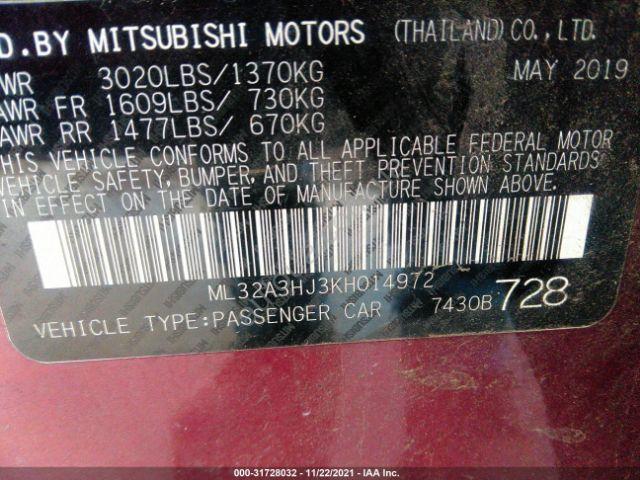 D.BY MITSUBISHI MOTORS (THAILAND)CO.,LTD.
WR 3020LBS/1370KG MAY 2019
AWR FR 1609LBS/ 730KG
AWR RR 1477LBS/ 670KG
THIS VEHICLE CONFORMS TO ALL APPLICABLE FEDERAL MOTOR
VEHICLE SAFETY, BUMPER, AND THEFT PREVENTION STANDARDS
IN EFFECT ON THE DATE OF MANUFACTURE SHOWN ABOVE.
ML32A3HJ3KH014972
VEHICLE TYPE:PASSENGER CAR 7430B 728
000-31728032 - 11/22/2021 - IAA Inc.